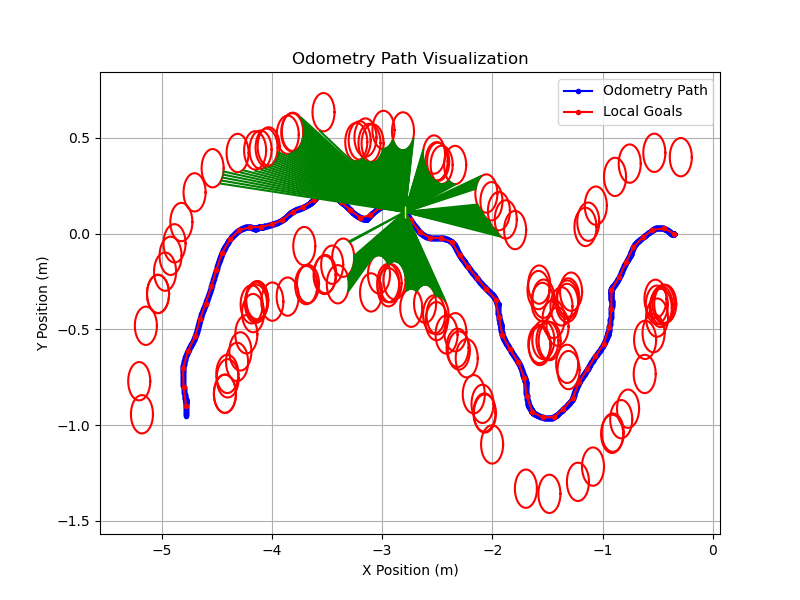 Odometry Path Visualization
Odometry Path
Local Goals
Y Position (m)
0.5
0.0
−0.5
−1.0
−1.5
−5
−4
−3
−2
−1
0
X Position (m)